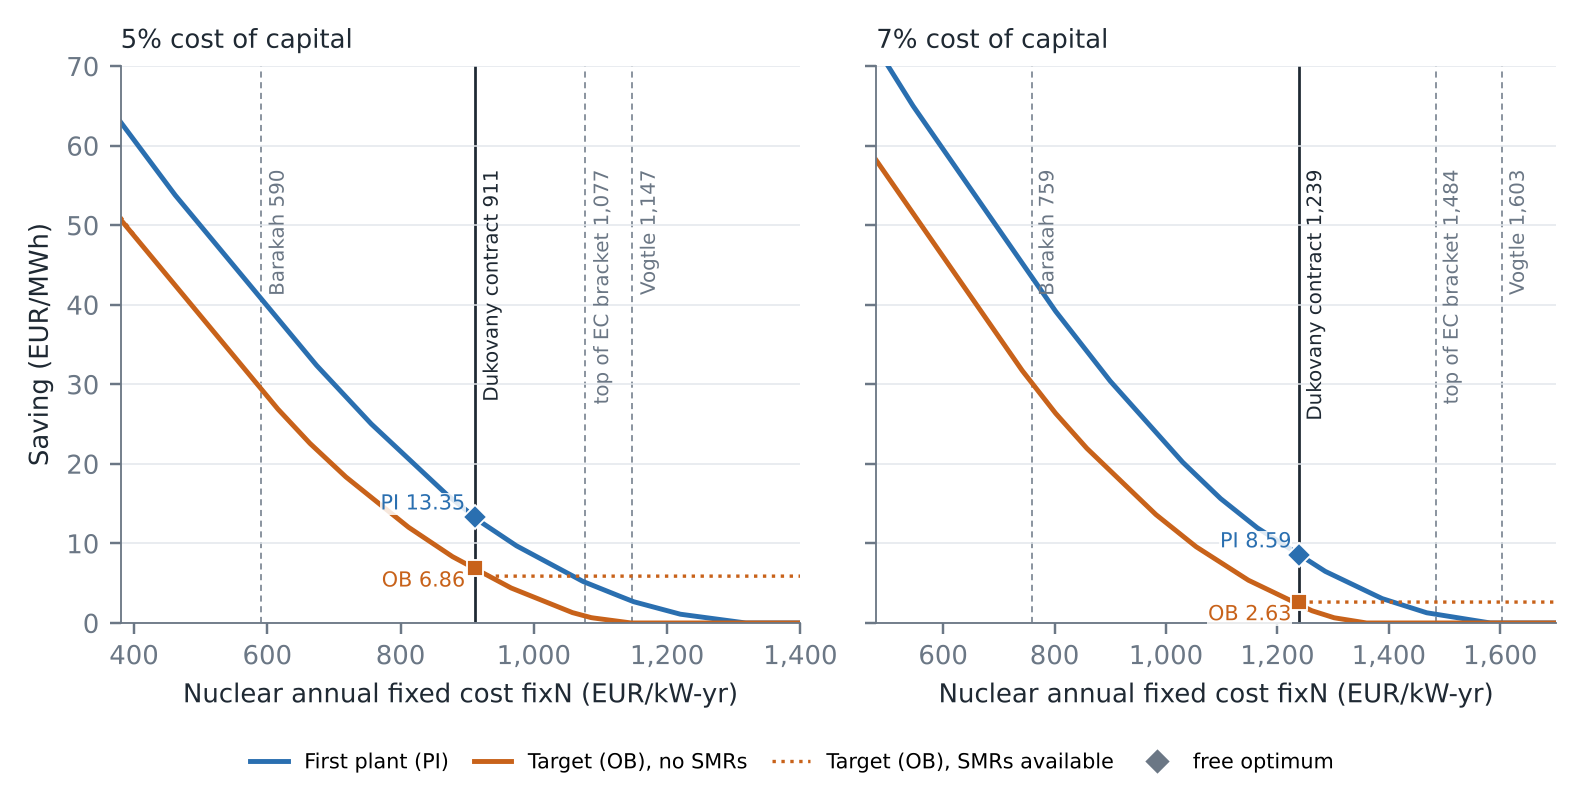 5% cost of capital
7% cost of capital
Saving (EUR/MWh)
70
60
50
40
30
20
10
0
Barakah 590
Dukovany contract 911
top of EC bracket 1,077
Vogtle 1,147
PI 13.35
OB 6.86
400 600 800 1,000 1,200 1,400
Nuclear annual fixed cost fixN (EUR/kW-yr)
Barakah 759
Dukovany contract 1,239
top of EC bracket 1,484
Vogtle 1,603
PI 8.59
OB 2.63
600 800 1,000 1,200 1,400 1,600
Nuclear annual fixed cost fixN (EUR/kW-yr)
First plant (PI) Target (OB), no SMRs Target (OB), SMRs available free optimum